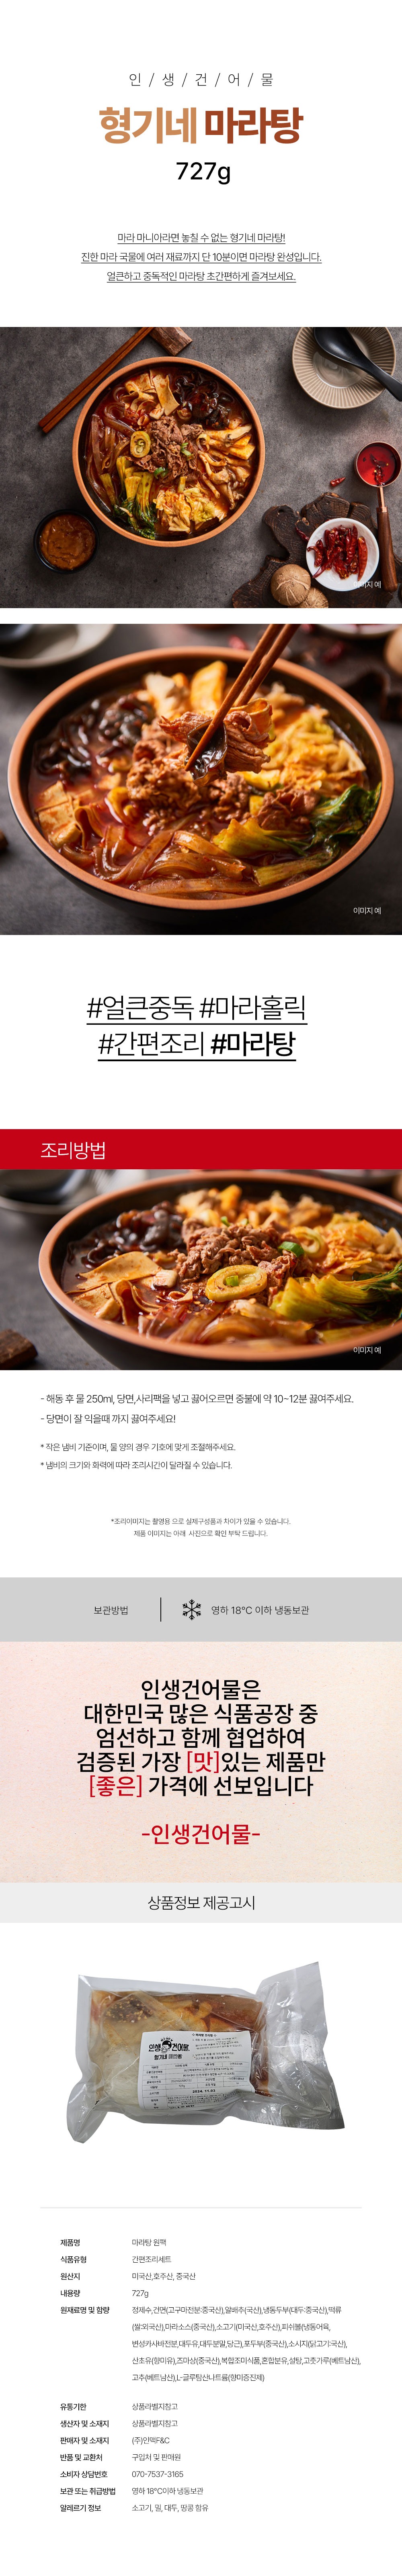 인 / 생 / 건 / 어 / 물
형기네 마라탕
727g
마라 마니아라면 놓칠 수 없는 형기네 마라탕!
진한 마라 국물에 여러 재료까지 단 10분이면 마라탕 완성입니다.
얼큰하고 중독적인 마라탕 초간편하게 즐겨보세요.
이미지 예
이미지 예
#얼큰중독 #마라홀릭
#간편조리 #마라탕
조리방법
이미지 예
- 해동 후 물 250ml, 당면,사리팩을 넣고 끓어오르면 중불에 약 10~12분 끓여주세요.
- 당면이 잘 익을때 까지 끓여주세요!
* 작은 냄비 기준이며, 물 양의 경우 기호에 맞게 조절해주세요.
* 냄비의 크기와 화력에 따라 조리시간이 달라질 수 있습니다.
*조리이미지는 촬영용 으로 실제구성품과 차이가 있을 수 있습니다.
제품 이미지는 아래 사진으로 확인 부탁 드립니다.
보관방법
영하 18°C 이하 냉동보관
인생건어물은
대한민국 많은 식품공장 중
엄선하고 함께 협업하여
검증된 가장 [맛]있는 제품만
[좋은] 가격에 선보입니다
-인생건어물-
상품정보 제공고시
인생건어물
형기네 마라탕
제품명 마라탕 원팩
식품유형 간편조리세트
원산지 미국산,호주산, 중국산
내용량 727g
원재료명 및 함량 정제수,건면(고구마전분:중국산),알배추(국산),냉동두부(대두:중국산),떡류
(쌀:외국산),마라소스(중국산),소고기(미국산,호주산),피쉬볼(냉동어육,
변성카사바전분,대두유,대두분말,당근),포두부(중국산),소시지(닭고기:국산),
산초유(향미유),즈마장(중국산),복합조미식품,혼합분유,설탕,고춧가루(베트남산),
고추(베트남산),L-글루탐산나트륨(향미증진제)
유통기한 상품라벨지참고
생산자 및 소재지 상품라벨지참고
판매자 및 소재지 (주)안떡F&C
반품 및 교환처 구입처 및 판매원
소비자 상담번호 070-7537-3165
보관 또는 취급방법 영하 18°C이하 냉동보관
알레르기 정보 소고기, 밀, 대두, 땅콩 함유